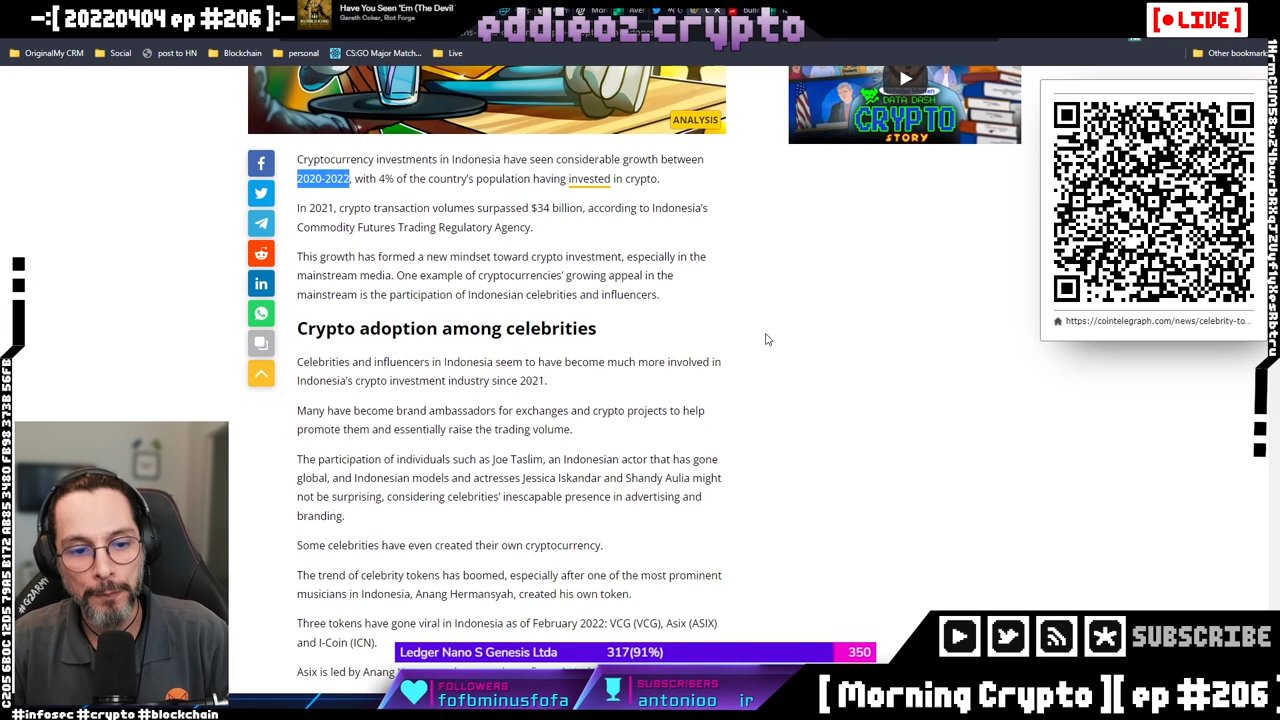 -:[ 20220404 ep #206 ]:-
Have You Seen 'Em (The Devil
Gareth Coker, Riot Forge
eddieoz.crypto
[● LIVE ]
OriginalMy CRM
Social
post to HN
Blockchain
personal
CS:GO Major Match...
Live
Other bookmark
ANALYSIS
DATA DASH
CRYPTO
STORY
Cryptocurrency investments in Indonesia have seen considerable growth between
2020-2022, with 4% of the country's population having invested in crypto.
In 2021, crypto transaction volumes surpassed $34 billion, according to Indonesia's
Commodity Futures Trading Regulatory Agency.
This growth has formed a new mindset toward crypto investment, especially in the
mainstream media. One example of cryptocurrencies' growing appeal in the
mainstream is the participation of Indonesian celebrities and influencers.
Crypto adoption among celebrities
Celebrities and influencers in Indonesia seem to have become much more involved in
Indonesia's crypto investment industry since 2021.
Many have become brand ambassadors for exchanges and crypto projects to help
promote them and essentially raise the trading volume.
The participation of individuals such as Joe Taslim, an Indonesian actor that has gone
global, and Indonesian models and actresses Jessica Iskandar and Shandy Aulia might
not be surprising, considering celebrities' inescapable presence in advertising and
branding.
Some celebrities have even created their own cryptocurrency.
The trend of celebrity tokens has boomed, especially after one of the most prominent
musicians in Indonesia, Anang Hermansyah, created his own token.
Three tokens have gone viral in Indonesia as of February 2022: VCG (VCG), Asix (ASIX)
and I-Coin (ICN).
Asix is led by Anang
https://cointelegraph.com/news/celebrity-to...
#G2ARMY
Ledger Nano S Genesis Ltda 317(91%) 350
FOLLOWERS
fofbminusfofa
SUBSCRIBERS
antonioo ir
SUBSCRIBE
[ Morning Crypto ][ ep #206 ]
#infosec #crypto #blockchain